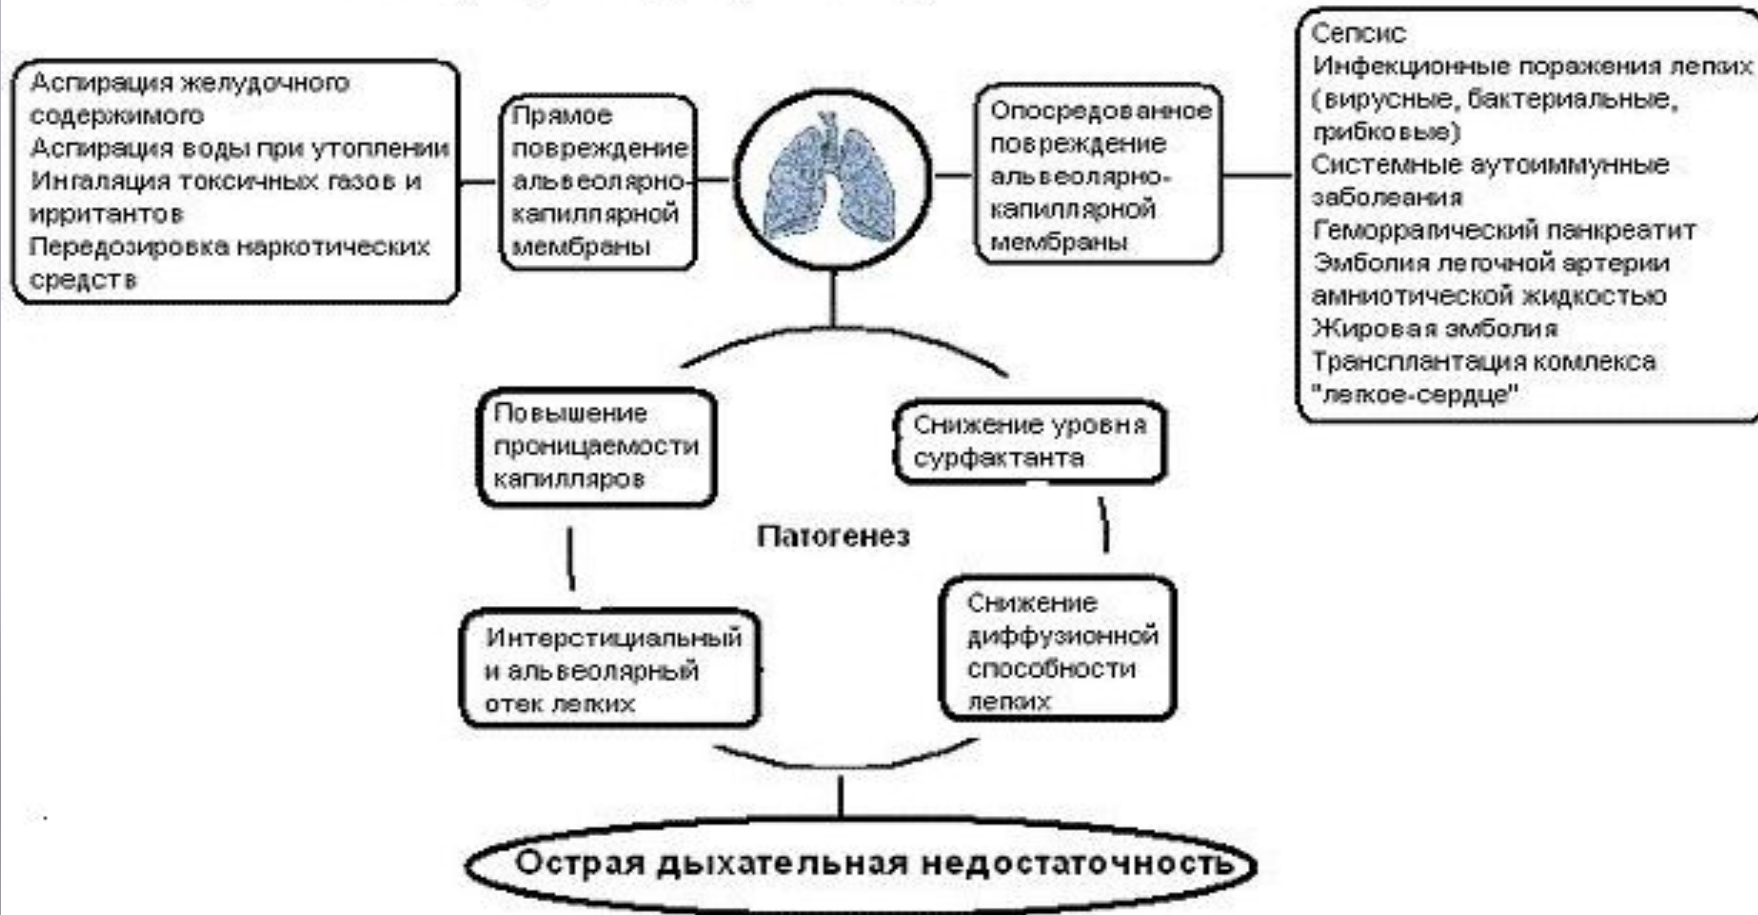 Аспирация желудочного
содержимого
Аспирация воды при утоплении
Ингаляция токсичных газов и
ирритантов
Передозировка наркотических
средств
Прямое
повреждение
альвеолярно-
капиллярной
мембраны
Опосредованное
повреждение
альвеолярно-
капиллярной
мембраны
Сепсис
Инфекционные поражения легких
(вирусные, бактериальные,
грибковые)
Системные аутоиммунные
заболеания
Геморрагический панкреатит
Эмболия легочной артерии
амниотической жидкостью
Жировая эмболия
Трансплантация комлекса
"легкое-сердце"
Повышение
проницаемости
капилляров
Снижение уровня
сурфактанта
Патогенез
Интерстициальный
и альвеолярный
отек легких
Снижение
диффузионной
способности
легких
Острая дыхательная недостаточность